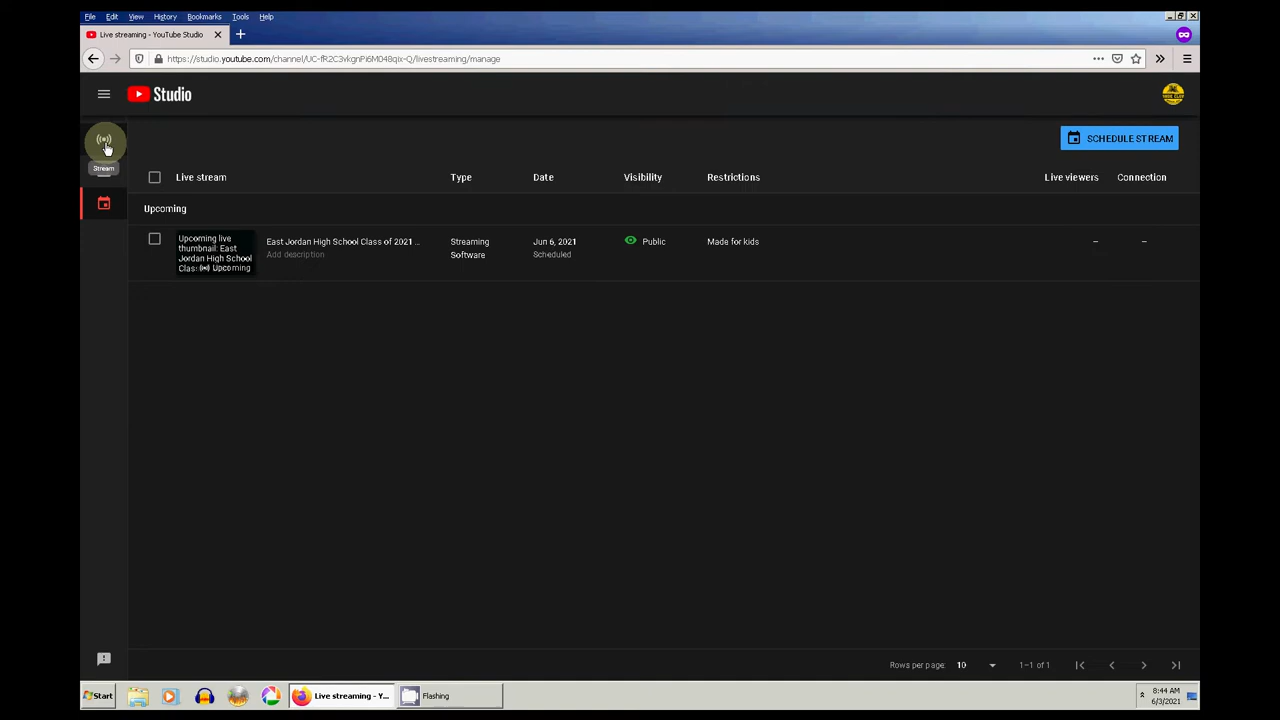 File Edit View History Bookmarks Tools Help
Live streaming - YouTube Studio
https://studio.youtube.com/channel/UC-fR2C3vkgnPi6M048qix-Q/livestreaming/manage
Studio
SCHEDULE STREAM
Stream
Live stream Type Date Visibility Restrictions Live viewers Connection
Upcoming
Upcoming live
thumbnail: East
Jordan High School
Clas: Upcoming
East Jordan High School Class of 2021 ...
Add description
Streaming
Software
Jun 6, 2021
Scheduled
Public
Made for kids
–
–
Rows per page: 10 1–1 of 1
Start
Live streaming - Y...
Flashing
8:44 AM
6/3/2021